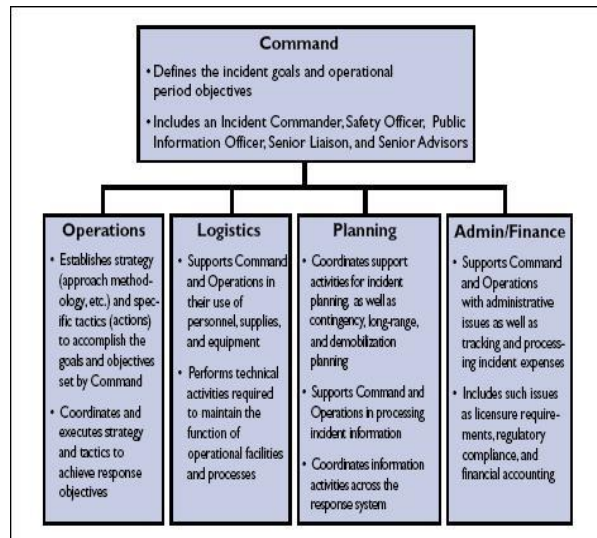 Command
• Defines the incident goals and operational
period objectives
• Includes an Incident Commander, Safety Officer, Public
Information Officer, Senior Liaison, and Senior Advisors
Operations
• Establishes strategy
(approach method-
ology, etc.) and spec-
ific tactics (actions)
to accomplish the
goals and objectives
set by Command
• Coordinates and
executes strategy
and tactics to
achieve response
objectives
Logistics
• Supports Command
and Operations in
their use of
personnel, supplies,
and equipment
• Performs technical
activities required
to maintain the
function of
operational facilities
and processes
Planning
• Coordinates support
activities for incident
planning, as well as
contingency, long-range,
and demobilization
planning
• Supports Command and
Operations in processing
incident information
• Coordinates information
activities across the
response system
Admin/Finance
• Supports Command
and Operations
with administrative
issues as well as
tracking and process-
ing incident expenses
• Includes such issues
as licensure require-
ments, regulatory
compliance, and
financial accounting